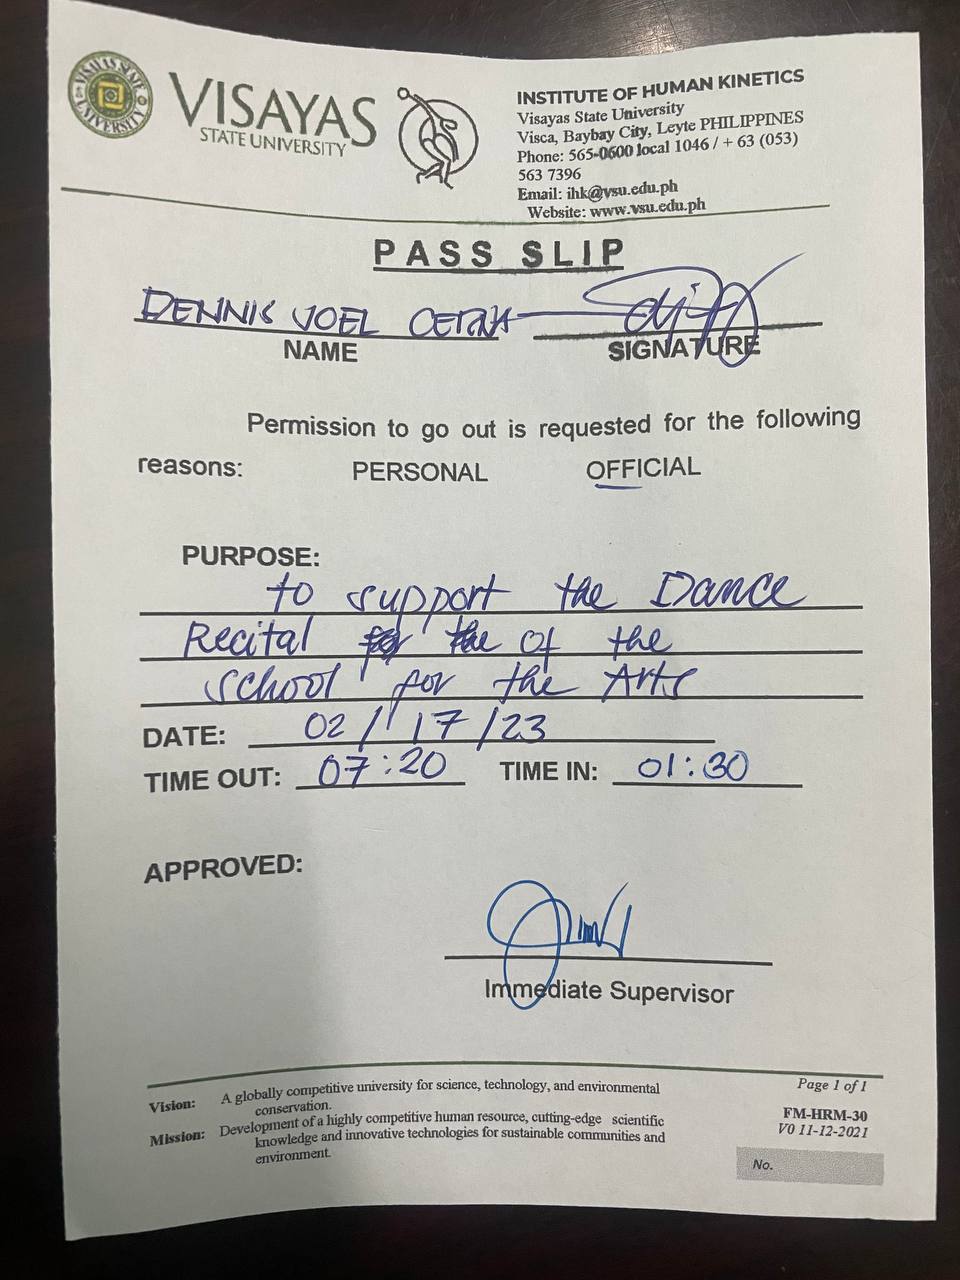 VISAYAS
STATE UNIVERSITY
VISAYAS STATE UNIVERSITY
INSTITUTE OF HUMAN KINETICS
Visayas State University
Visca, Baybay City, Leyte PHILIPPINES
Phone: 565-0600 local 1046 / + 63 (053)
563 7396
Email: ihk@vsu.edu.ph
Website: www.vsu.edu.ph
PASS SLIP
DENNIS JOEL CERNA
NAME
SIGNATURE
Permission to go out is requested for the following
reasons: PERSONAL OFFICIAL
PURPOSE:
to support the Dance
Recital for the of the
school for the Arts
DATE: 02/17/23
TIME OUT: 07:20 TIME IN: 01:30
APPROVED:
Immediate Supervisor
Vision: A globally competitive university for science, technology, and environmental
conservation.
Mission: Development of a highly competitive human resource, cutting-edge scientific
knowledge and innovative technologies for sustainable communities and
environment.
Page 1 of 1
FM-HRM-30
V0 11-12-2021
No.